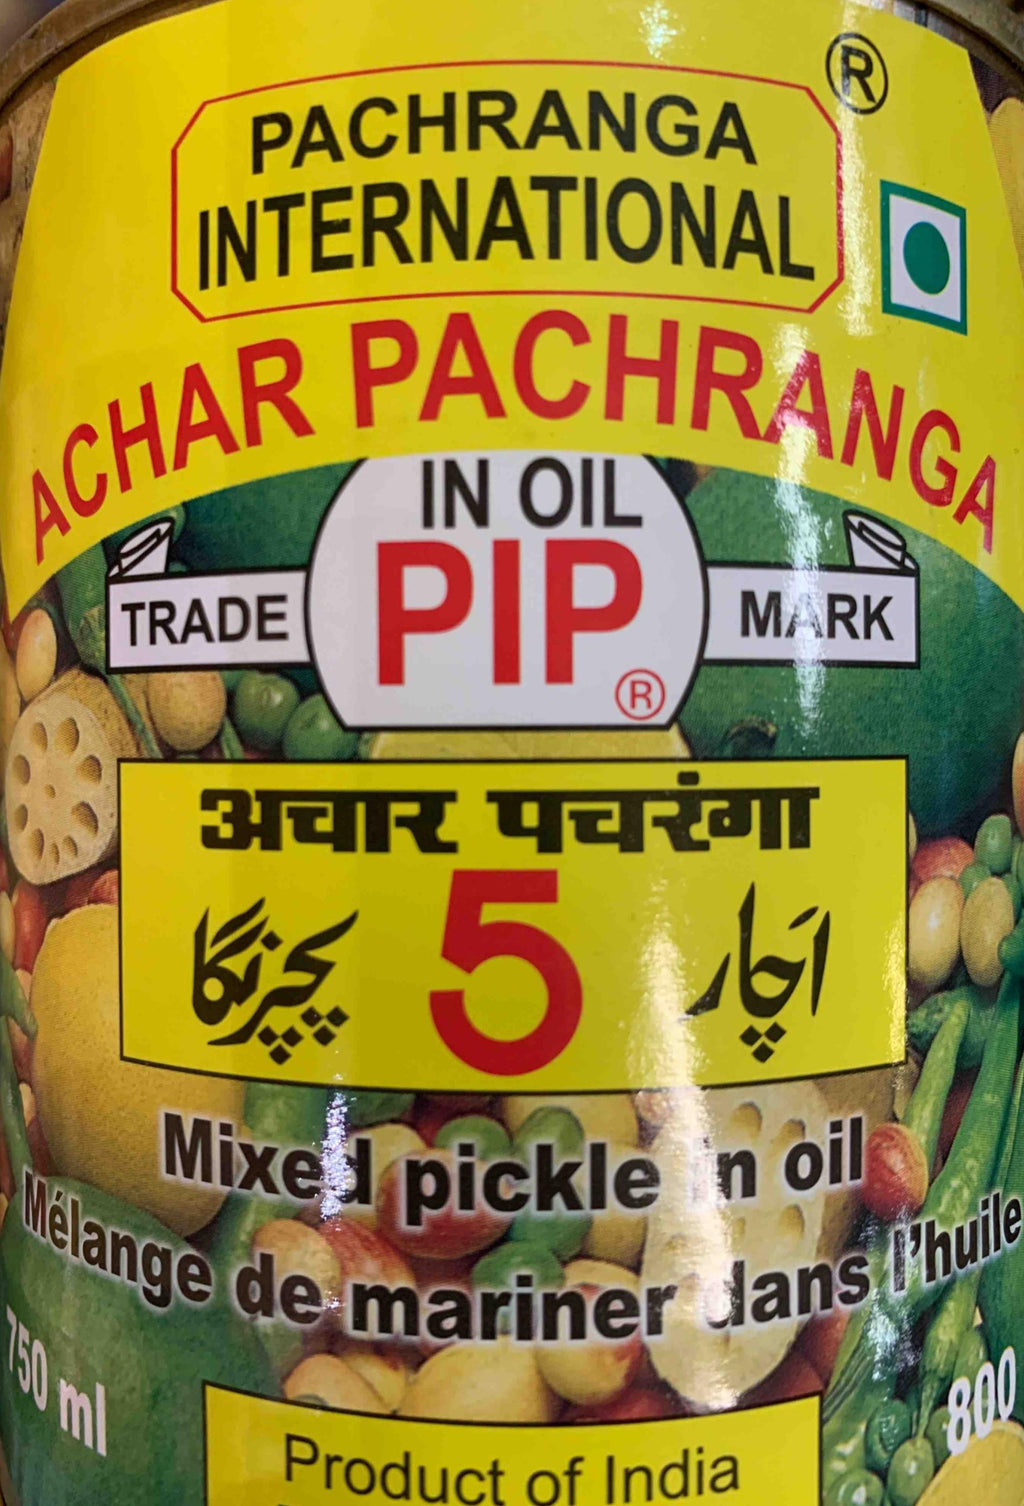 PACHRANGA
INTERNATIONAL
®
ACHAR PACHRANGA
IN OIL
TRADE PIP® MARK
अचार पचरंगा
اَچار 5 پچرنگا
Mixed pickle in oil
Mélange de mariner dans l'huile
750 ml
800
Product of India